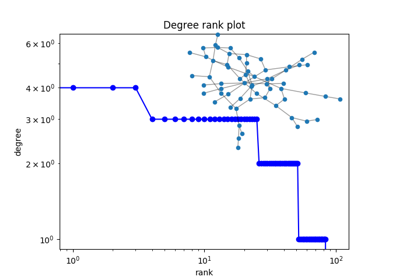 Degree rank plot
6 × 10⁰
4 × 10⁰
3 × 10⁰
2 × 10⁰
10⁰
degree
10⁰ 10¹ 10²
rank